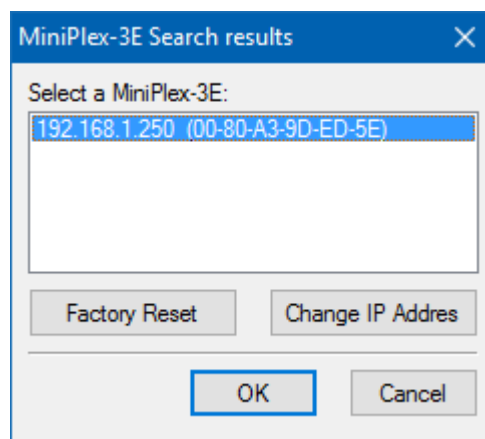 MiniPlex-3E Search results
Select a MiniPlex-3E:
192.168.1.250 (00-80-A3-9D-ED-5E)
Factory Reset
Change IP Addres
OK
Cancel